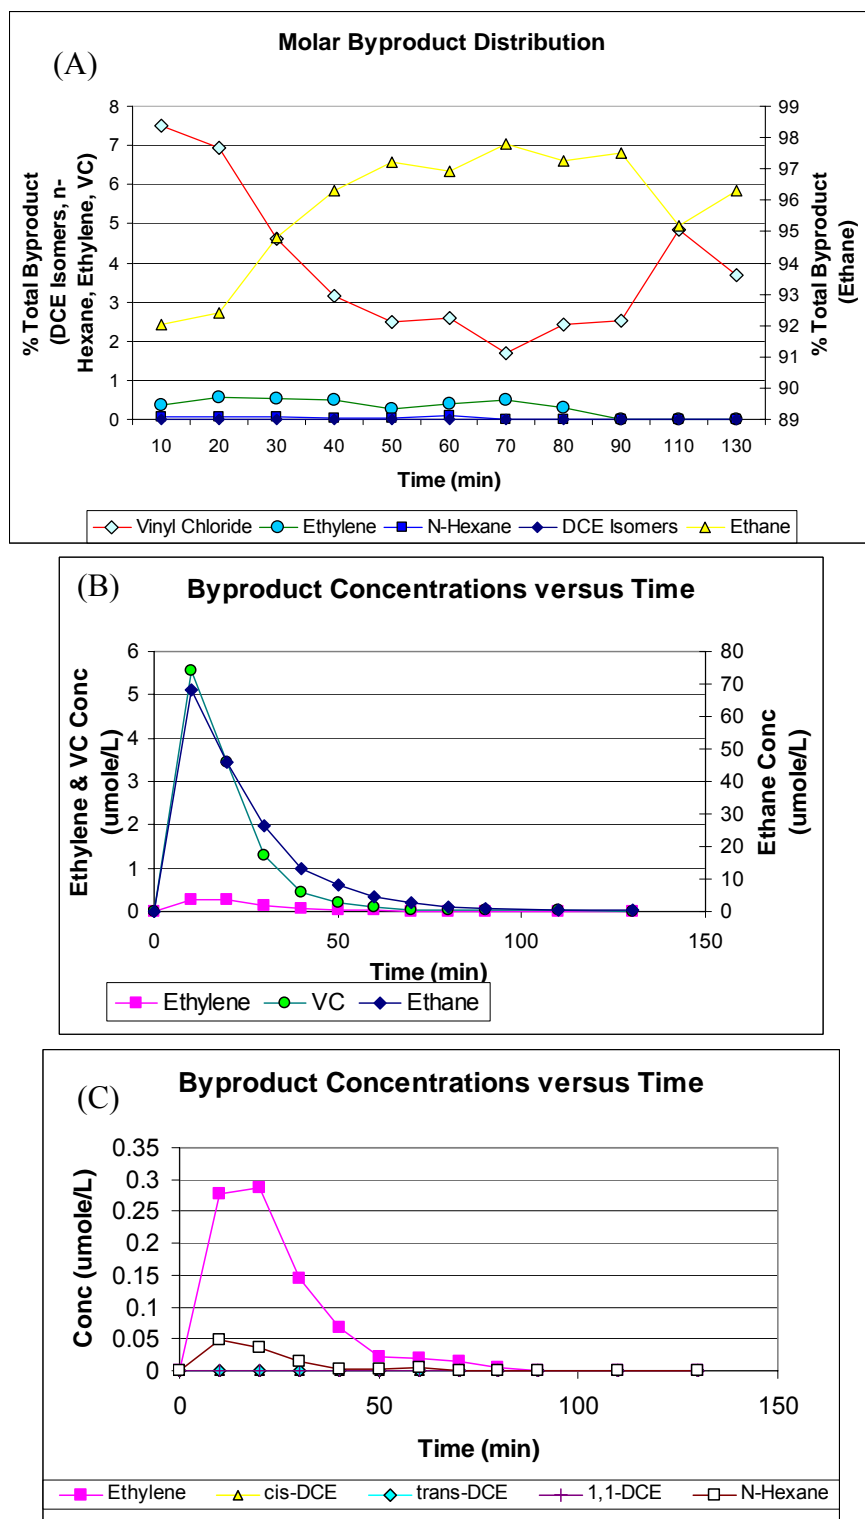 (A)
Molar Byproduct Distribution
% Total Byproduct
(DCE Isomers, n-
Hexane, Ethylene, VC)
8
7
6
5
4
3
2
1
0
99
98
97
96
95
94
93
92
91
90
89
% Total Byproduct
(Ethane)
10 20 30 40 50 60 70 80 90 110 130
Time (min)
Vinyl Chloride Ethylene N-Hexane DCE Isomers Ethane
(B)
Byproduct Concentrations versus Time
Ethylene & VC Conc
(umole/L)
6
5
4
3
2
1
0
80
70
60
50
40
30
20
10
0
Ethane Conc
(umole/L)
0 50 100 150
Time (min)
Ethylene VC Ethane
(C)
Byproduct Concentrations versus Time
Conc (umole/L)
0.35
0.3
0.25
0.2
0.15
0.1
0.05
0
0 50 100 150
Time (min)
Ethylene cis-DCE trans-DCE 1,1-DCE N-Hexane